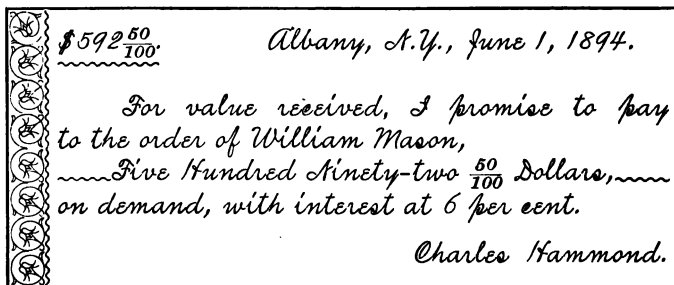 $592 50/100. Albany, N.Y., June 1, 1894.
For value received, I promise to pay
to the order of William Mason,
Five Hundred Ninety-two 50/100 Dollars,
on demand, with interest at 6 per cent.
Charles Hammond.